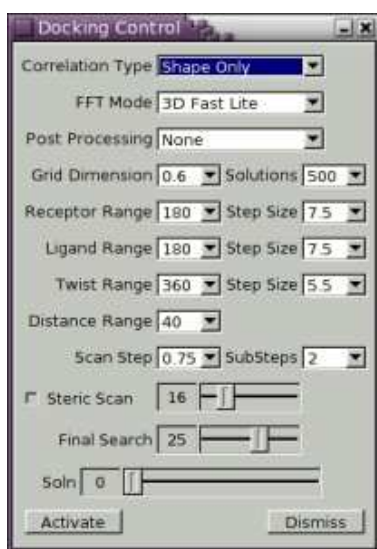 Docking Control
Correlation Type Shape Only
FFT Mode 3D Fast Lite
Post Processing None
Grid Dimension 0.6 Solutions 500
Receptor Range 180 Step Size 7.5
Ligand Range 180 Step Size 7.5
Twist Range 360 Step Size 5.5
Distance Range 40
Scan Step 0.75 SubSteps 2
Steric Scan 16
Final Search 25
Soln 0
Activate Dismiss